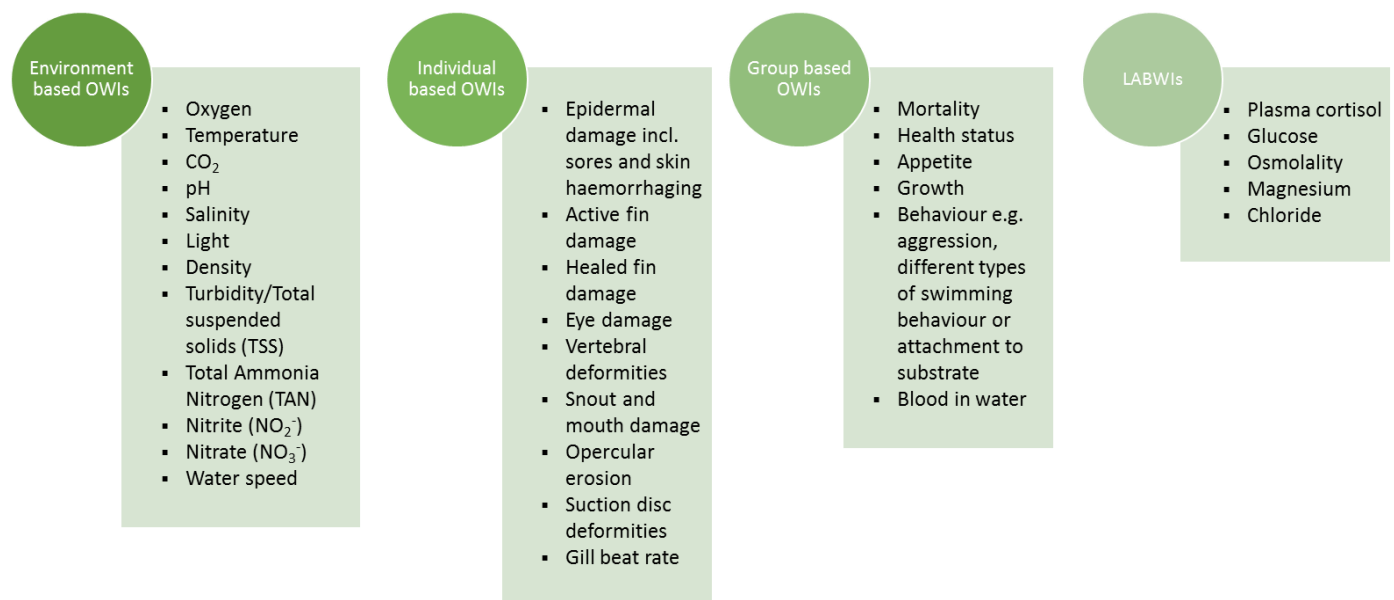 Environment
based OWIs
▪ Oxygen
▪ Temperature
▪ CO₂
▪ pH
▪ Salinity
▪ Light
▪ Density
▪ Turbidity/Total
suspended
solids (TSS)
▪ Total Ammonia
Nitrogen (TAN)
▪ Nitrite (NO₂⁻)
▪ Nitrate (NO₃⁻)
▪ Water speed
Individual
based OWIs
▪ Epidermal
damage incl.
sores and skin
haemorrhaging
▪ Active fin
damage
▪ Healed fin
damage
▪ Eye damage
▪ Vertebral
deformities
▪ Snout and
mouth damage
▪ Opercular
erosion
▪ Suction disc
deformities
▪ Gill beat rate
Group based
OWIs
▪ Mortality
▪ Health status
▪ Appetite
▪ Growth
▪ Behaviour e.g.
aggression,
different types
of swimming
behaviour or
attachment to
substrate
▪ Blood in water
LABWIs
▪ Plasma cortisol
▪ Glucose
▪ Osmolality
▪ Magnesium
▪ Chloride